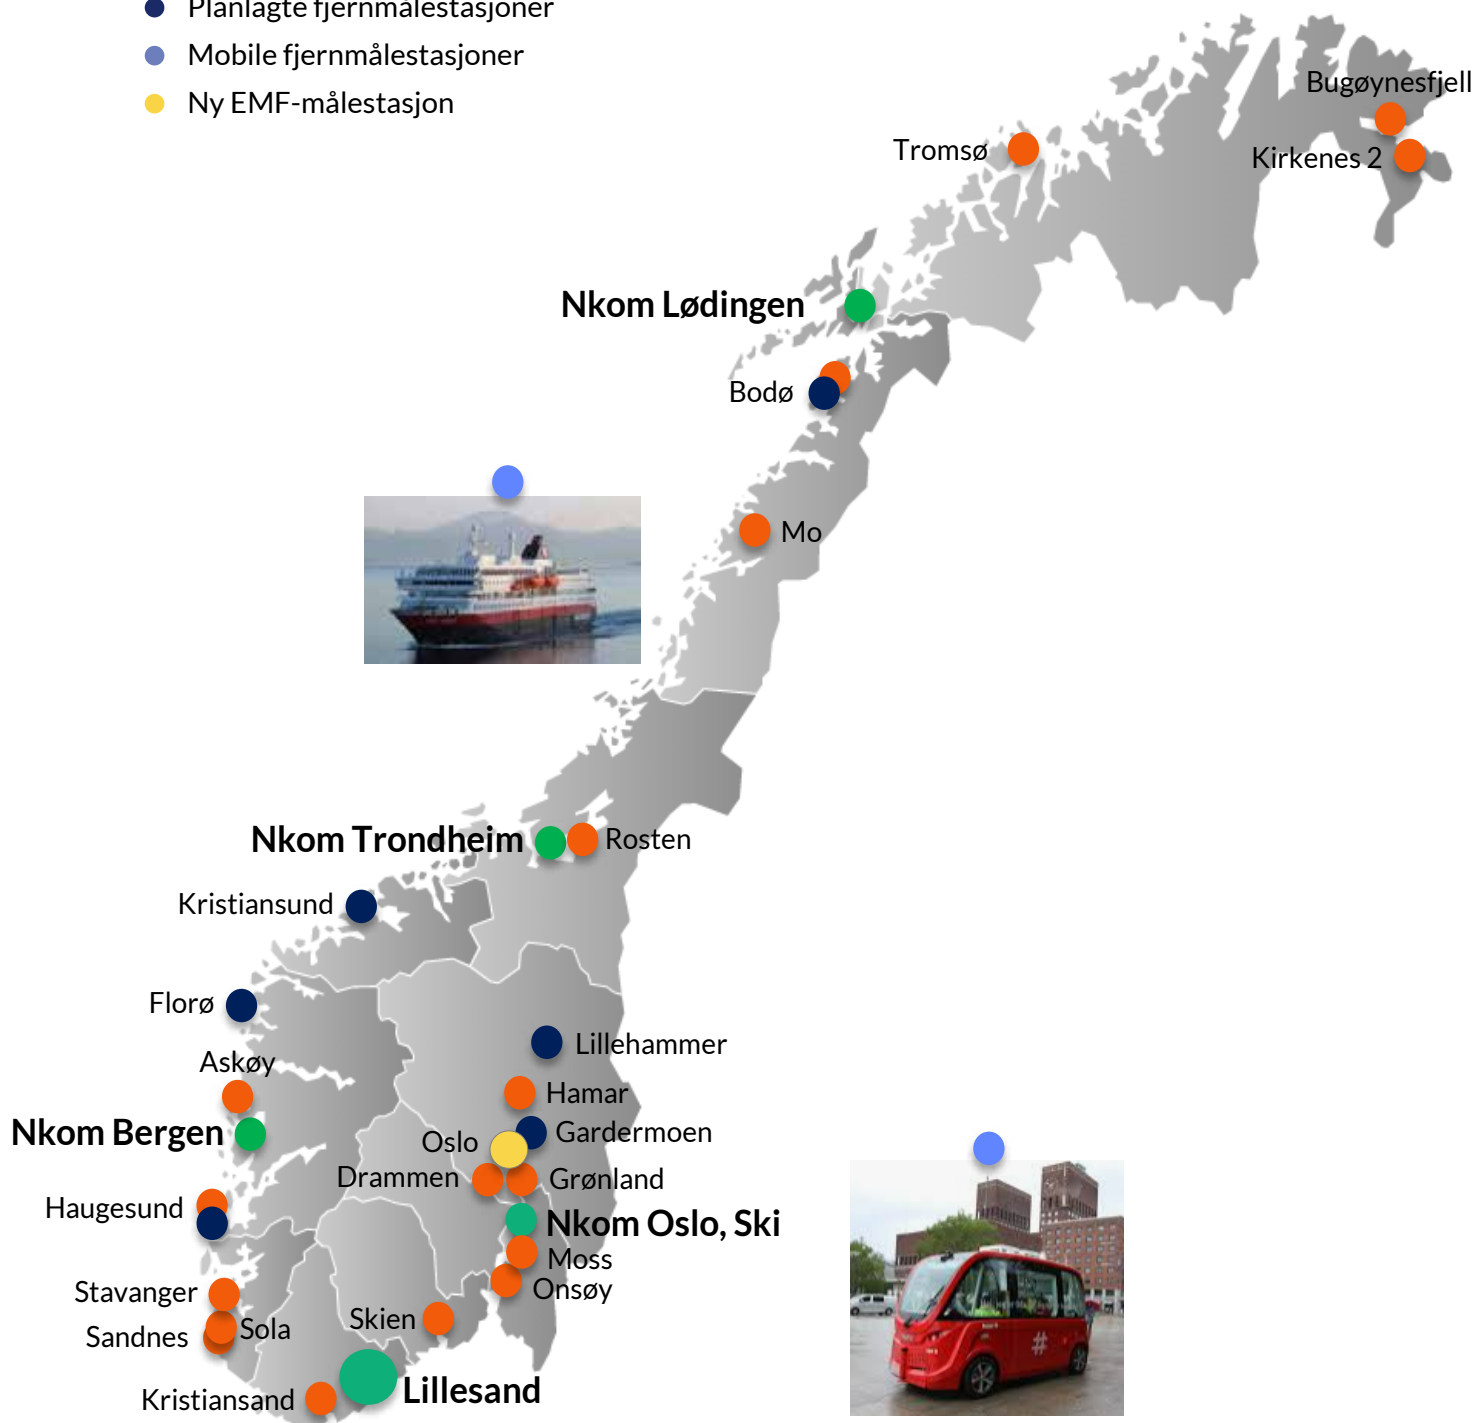 Planlagte fjernmålestasjoner
Mobile fjernmålestasjoner
Ny EMF-målestasjon
Bugøynesfjell
Tromsø
Kirkenes 2
Nkom Lødingen
Bodø
Mo
Nkom Trondheim
Rosten
Kristiansund
Florø
Lillehammer
Askøy
Hamar
Nkom Bergen
Gardermoen
Oslo
Drammen
Grønland
Haugesund
Nkom Oslo, Ski
Moss
Onsøy
Stavanger
Skien
Sola
Sandnes
Lillesand
Kristiansand
#